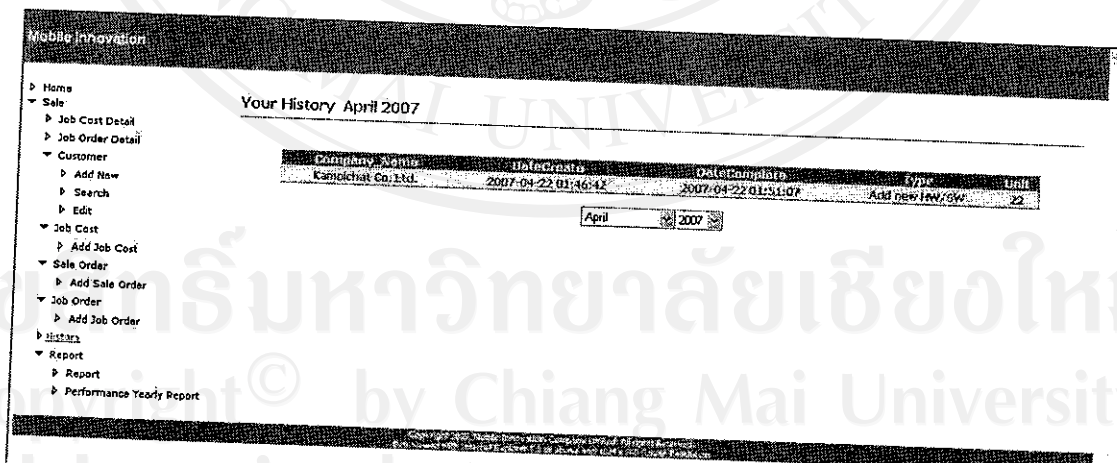 Mobile Innovation
Home
Sale
Job Cost Detail
Job Order Detail
Customer
Add New
Search
Edit
Job Cost
Add Job Cost
Sale Order
Add Sale Order
Job Order
Add Job Order
History
Report
Report
Performance Yearly Report
Your History April 2007
Company Name DateCreate DateComplete Type Unit
Kamolchat Co.Ltd. 2007-04-22 01:46:42 2007-04-22 01:51:07 Add new HW/SW 22
April 2007
AI UNIVE
ลิขสิทธิ์มหาวิทยาลัยเชียงให
Copyright © by Chiang Mai Universit